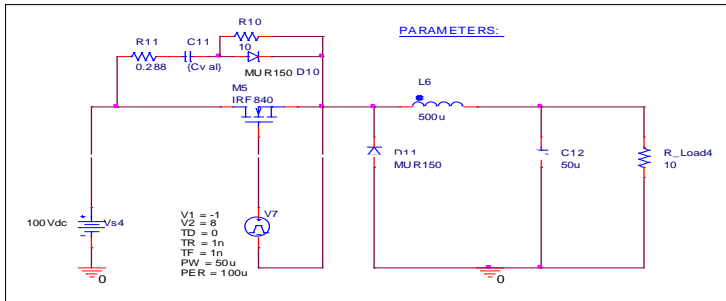 R10
10
PARAMETERS:
R11
0.288
C11
{Cval}
MUR150 D10
M5
IRF840
L6
500u
D11
MUR150
C12
50u
R_Load4
10
100Vdc
Vs4
V1 = -1
V2 = 8
TD = 0
TR = 1n
TF = 1n
PW = 50u
PER = 100u
V7
0
0